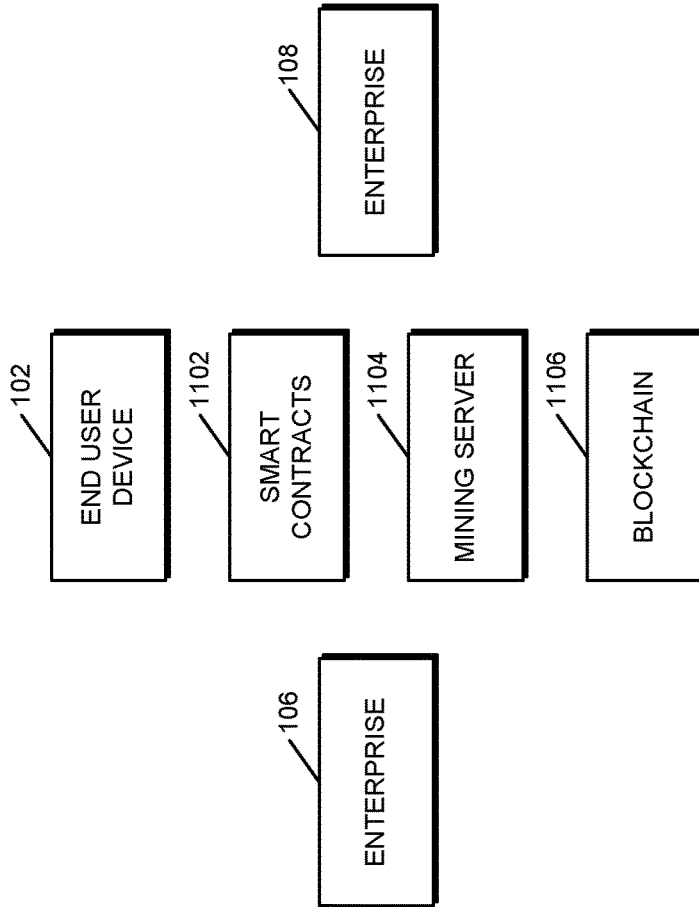 102
END USER
DEVICE
1102
SMART
CONTRACTS
1104
MINING SERVER
1106
BLOCKCHAIN
106
ENTERPRISE
108
ENTERPRISE